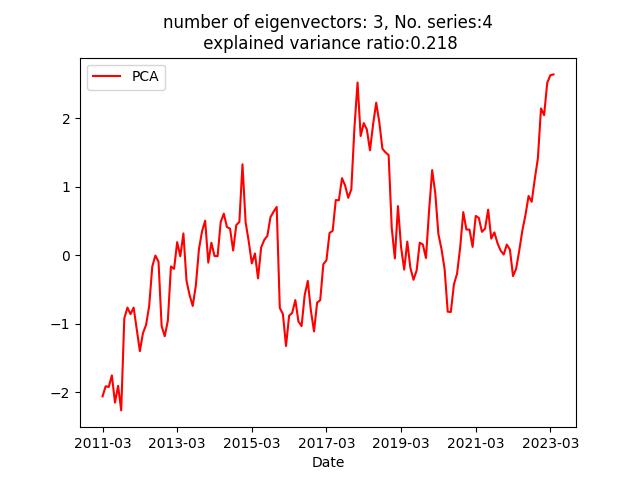 number of eigenvectors: 3, No. series:4
explained variance ratio:0.218
PCA
2
1
0
−1
−2
2011-03 2013-03 2015-03 2017-03 2019-03 2021-03 2023-03
Date